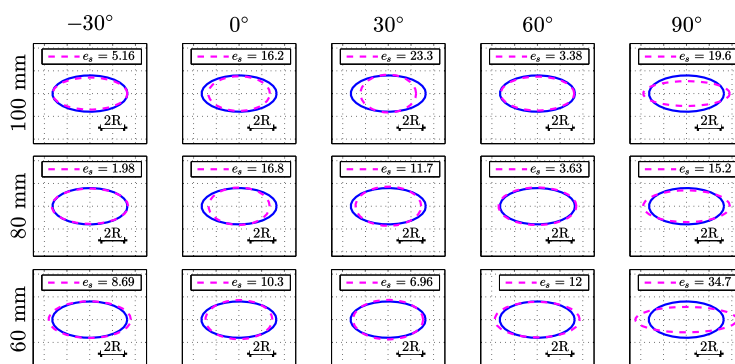 −30° 0° 30° 60° 90°
100 mm
e_s = 5.16 e_s = 16.2 e_s = 23.3 e_s = 3.38 e_s = 19.6
2R 2R 2R 2R 2R
80 mm
e_s = 1.98 e_s = 16.8 e_s = 11.7 e_s = 3.63 e_s = 15.2
2R 2R 2R 2R 2R
60 mm
e_s = 8.69 e_s = 10.3 e_s = 6.96 e_s = 12 e_s = 34.7
2R 2R 2R 2R 2R